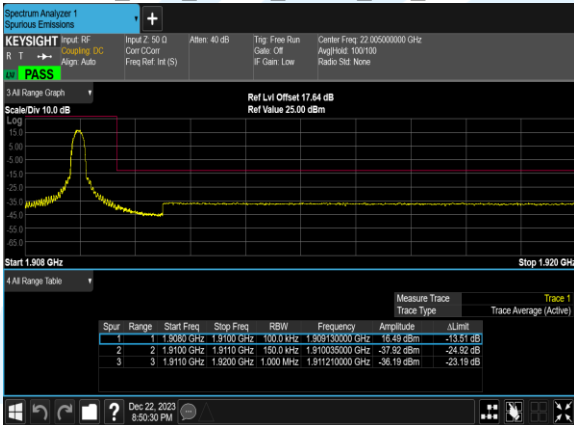 Spectrum Analyzer 1
Spurious Emissions
+
KEYSIGHT Input: RF Input Z: 50 Ω Atten: 40 dB Trig: Free Run Center Freq: 22.005000000 GHz
R T Coupling: DC Corr CCorr Gate: Off Avg|Hold: 100/100
Align: Auto Freq Ref: Int (S) IF Gain: Low Radio Std: None
PASS
3 All Range Graph
Ref Lvl Offset 17.64 dB
Scale/Div 10.0 dB Ref Value 25.00 dBm
Log
15.0
5.00
-5.00
-15.0
-25.0
-35.0
-45.0
-55.0
-65.0
Start 1.908 GHz Stop 1.920 GHz
4 All Range Table
Measure Trace Trace 1
Trace Type Trace Average (Active)
Spur Range Start Freq Stop Freq RBW Frequency Amplitude ΔLimit
1 1 1.9080 GHz 1.9100 GHz 100.0 kHz 1.909130000 GHz 16.49 dBm -13.51 dB
2 2 1.9100 GHz 1.9110 GHz 150.0 kHz 1.910035000 GHz -37.92 dBm -24.92 dB
3 3 1.9110 GHz 1.9200 GHz 1.000 MHz 1.911210000 GHz -36.19 dBm -23.19 dB
? Dec 22, 2023
8:50:30 PM